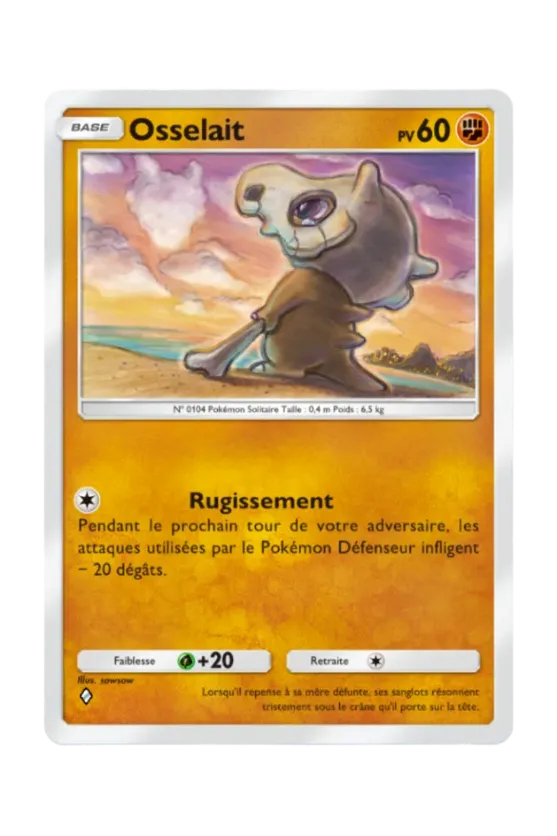 BASE Osselait PV 60
N° 0104 Pokémon Solitaire Taille : 0,4 m Poids : 6,5 kg
Rugissement
Pendant le prochain tour de votre adversaire, les
attaques utilisées par le Pokémon Défenseur infligent
− 20 dégâts.
Faiblesse +20 Retraite
Illus. sowsow
Lorsqu'il repense à sa mère défunte, ses sanglots résonnent
tristement sous le crâne qu'il porte sur la tête.